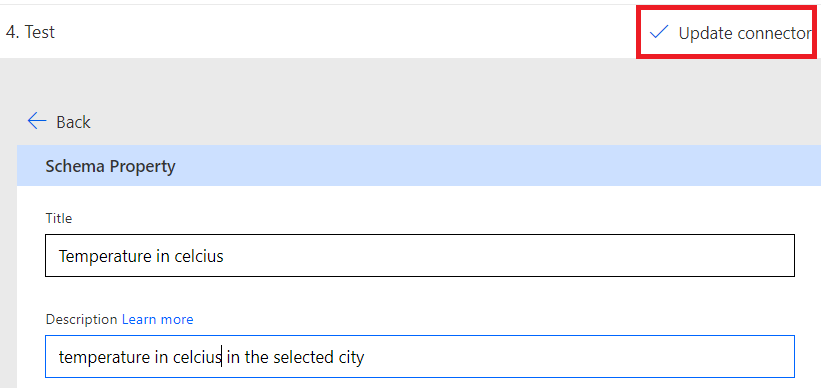 4. Test
Update connector
Back
Schema Property
Title
Temperature in celcius
Description Learn more
temperature in celcius in the selected city